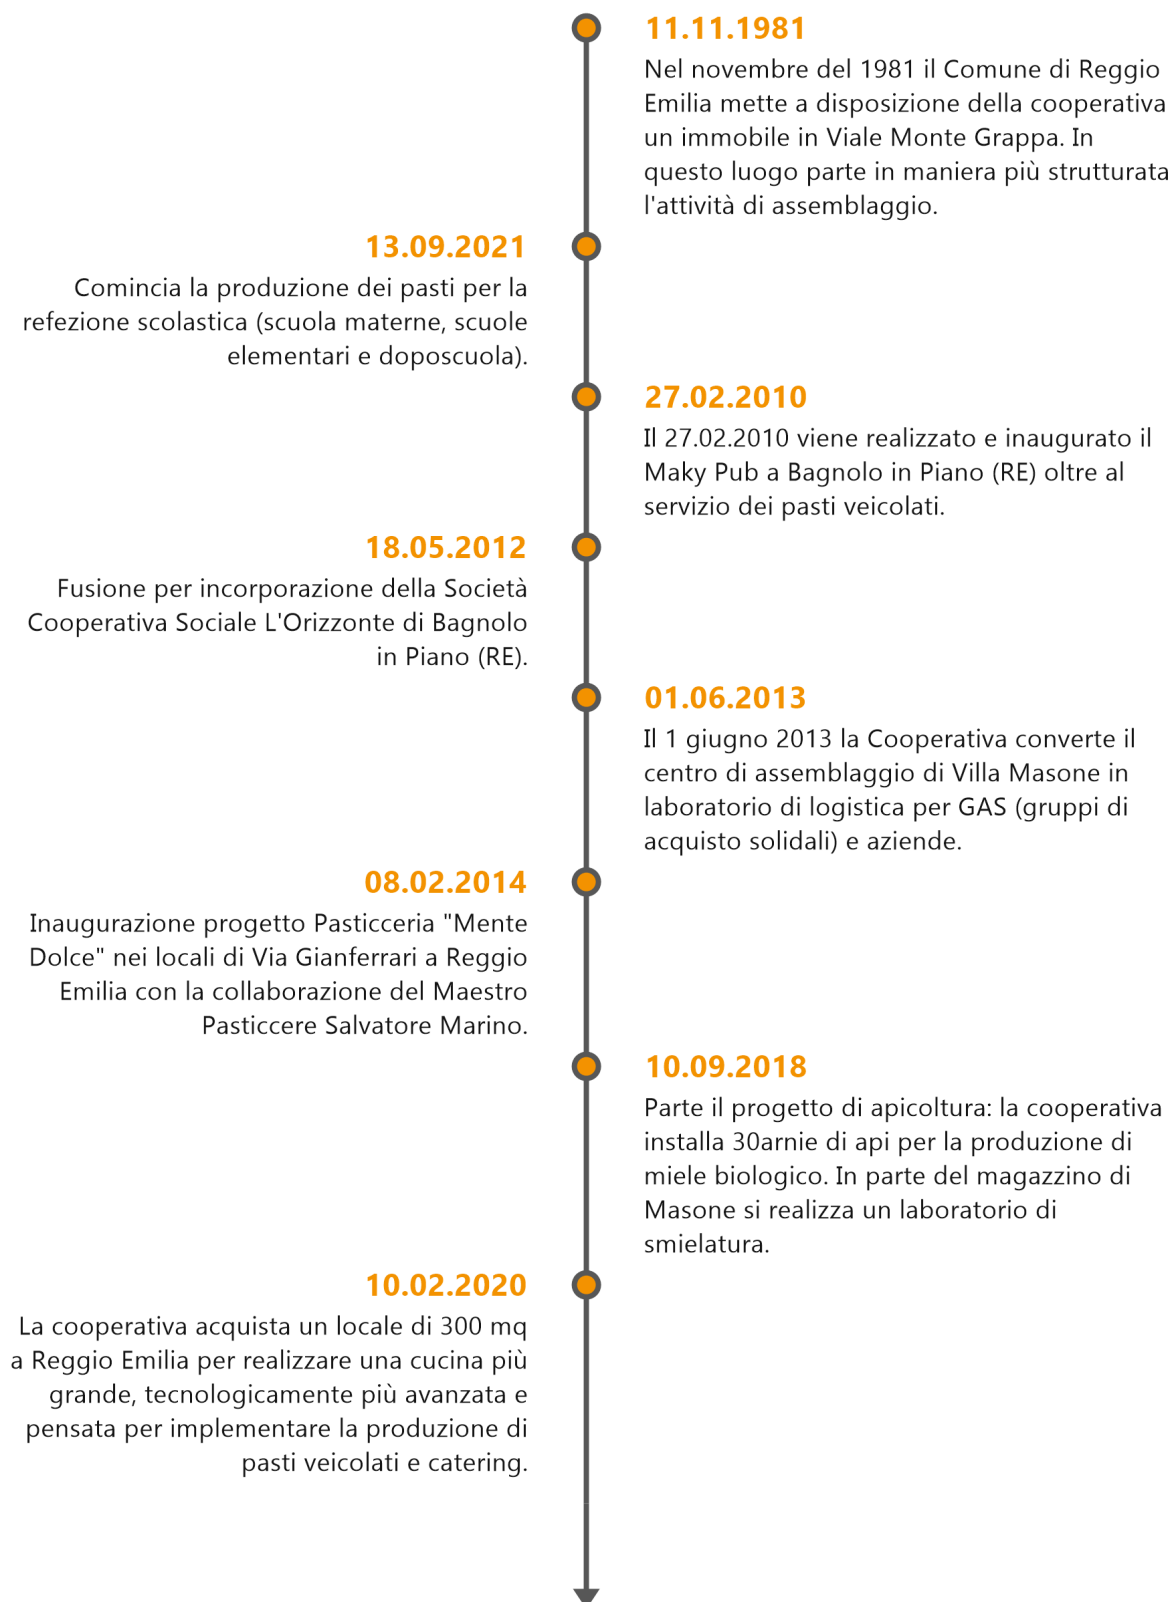 11.11.1981
Nel novembre del 1981 il Comune di Reggio
Emilia mette a disposizione della cooperativa
un immobile in Viale Monte Grappa. In
questo luogo parte in maniera più strutturata
l'attività di assemblaggio.
13.09.2021
Comincia la produzione dei pasti per la
refezione scolastica (scuola materne, scuole
elementari e doposcuola).
27.02.2010
Il 27.02.2010 viene realizzato e inaugurato il
Maky Pub a Bagnolo in Piano (RE) oltre al
servizio dei pasti veicolati.
18.05.2012
Fusione per incorporazione della Società
Cooperativa Sociale L'Orizzonte di Bagnolo
in Piano (RE).
01.06.2013
Il 1 giugno 2013 la Cooperativa converte il
centro di assemblaggio di Villa Masone in
laboratorio di logistica per GAS (gruppi di
acquisto solidali) e aziende.
08.02.2014
Inaugurazione progetto Pasticceria "Mente
Dolce" nei locali di Via Gianferrari a Reggio
Emilia con la collaborazione del Maestro
Pasticcere Salvatore Marino.
10.09.2018
Parte il progetto di apicoltura: la cooperativa
installa 30arnie di api per la produzione di
miele biologico. In parte del magazzino di
Masone si realizza un laboratorio di
smielatura.
10.02.2020
La cooperativa acquista un locale di 300 mq
a Reggio Emilia per realizzare una cucina più
grande, tecnologicamente più avanzata e
pensata per implementare la produzione di
pasti veicolati e catering.